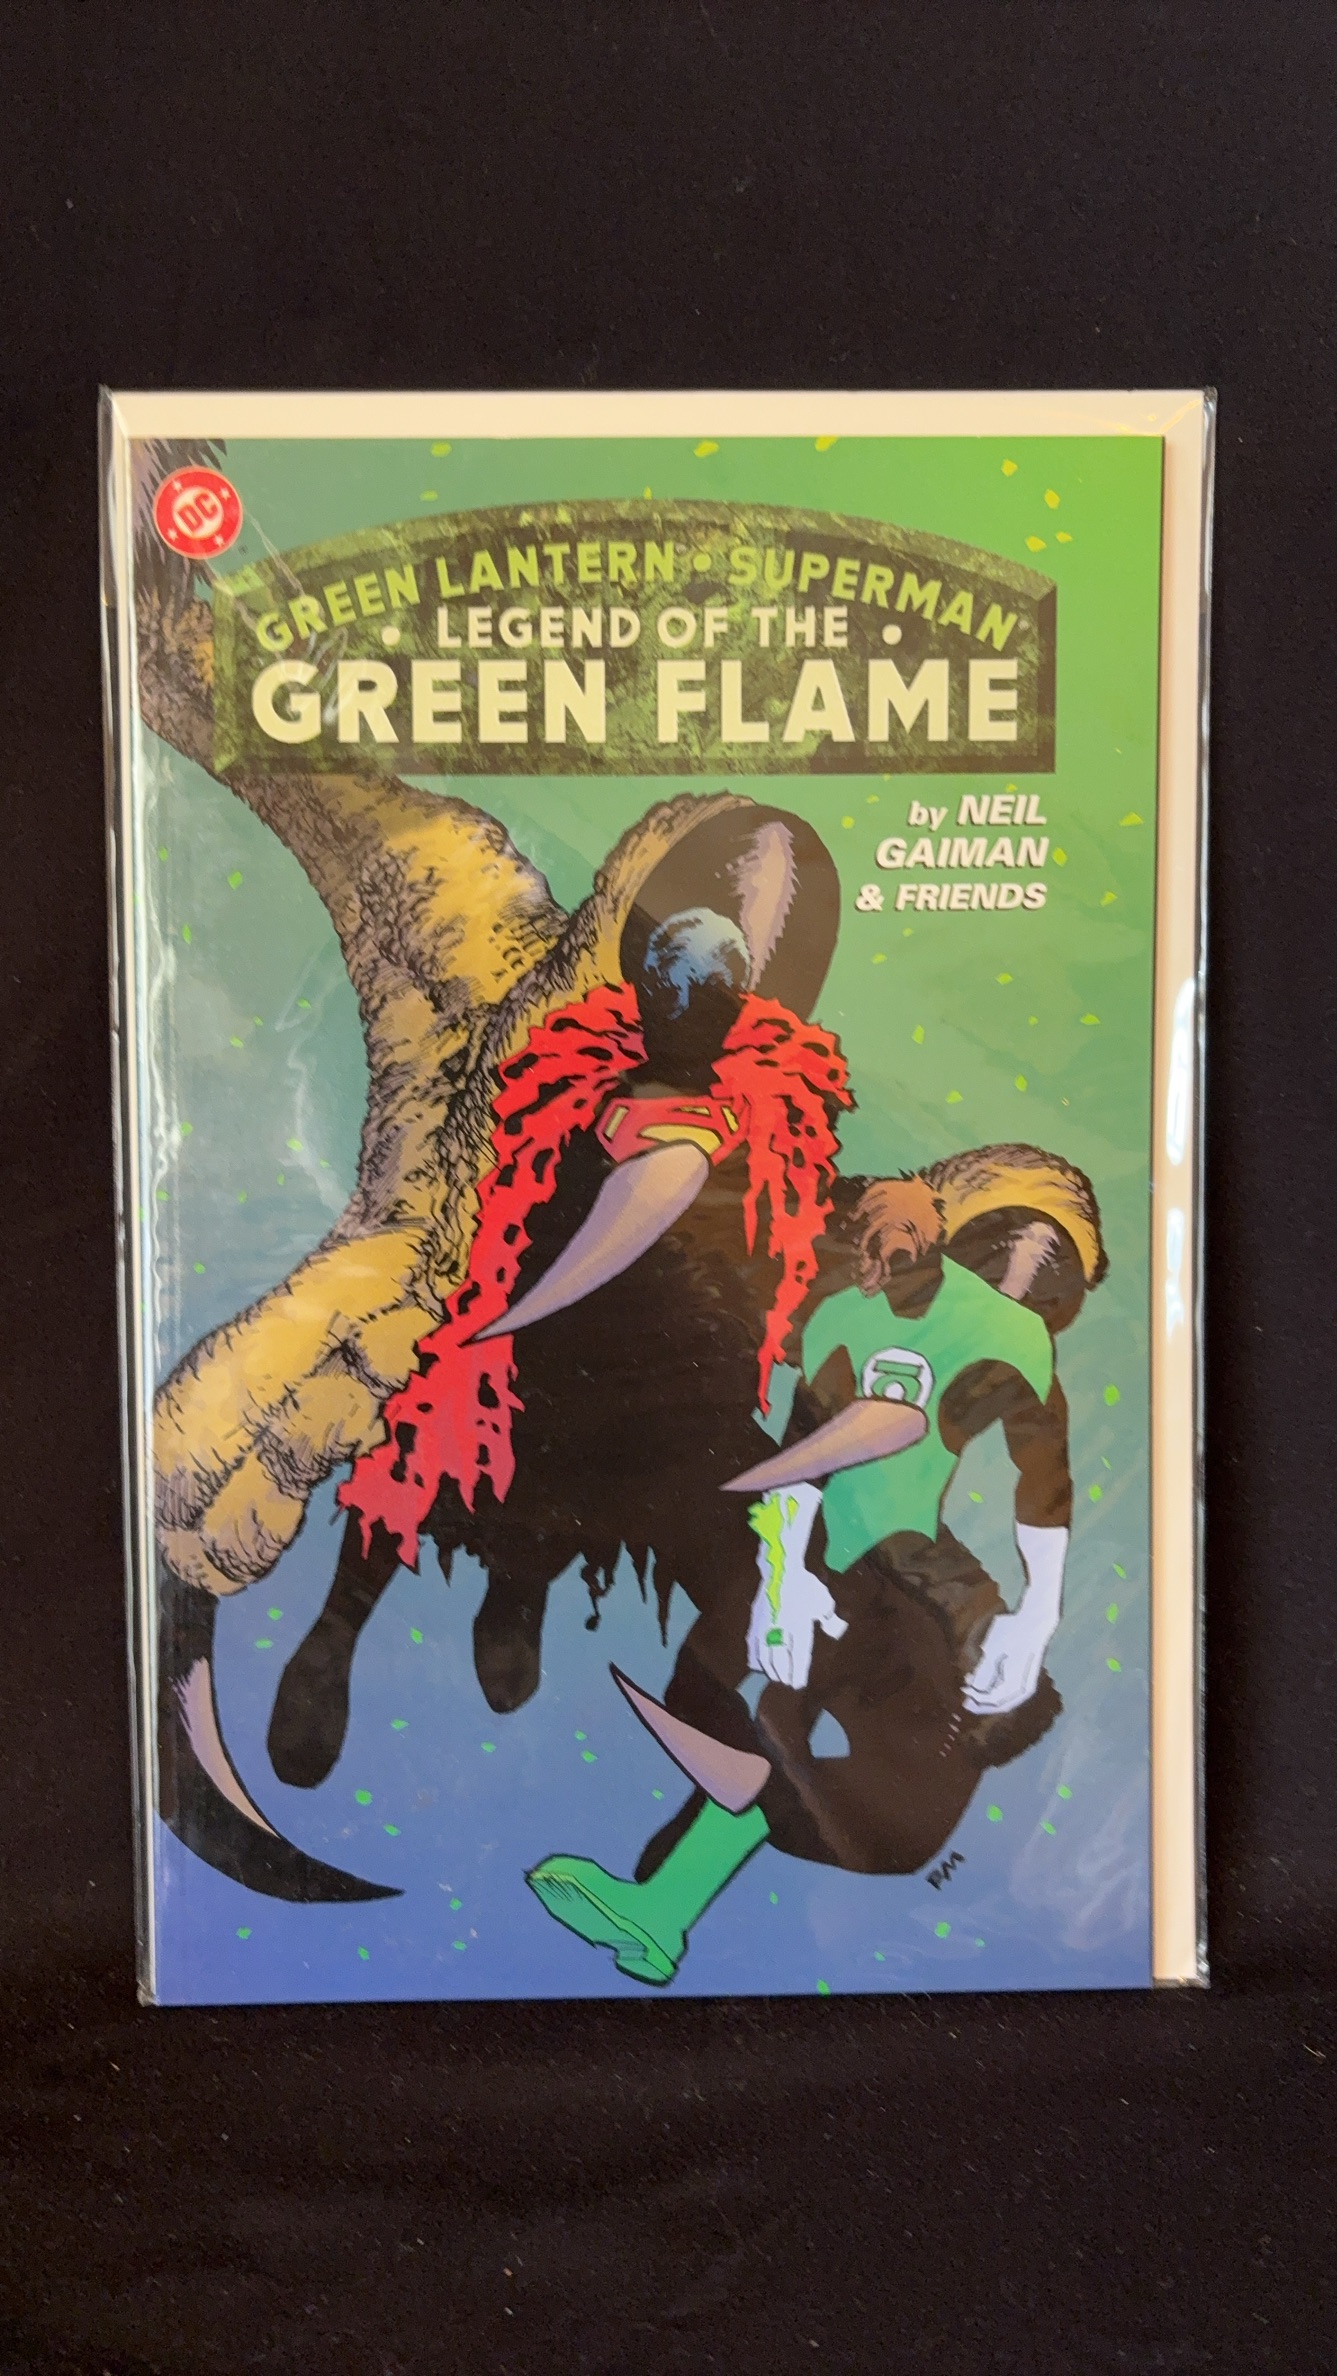 DC
GREEN LANTERN • SUPERMAN
• LEGEND OF THE •
GREEN FLAME
by NEIL
GAIMAN
& FRIENDS
FM